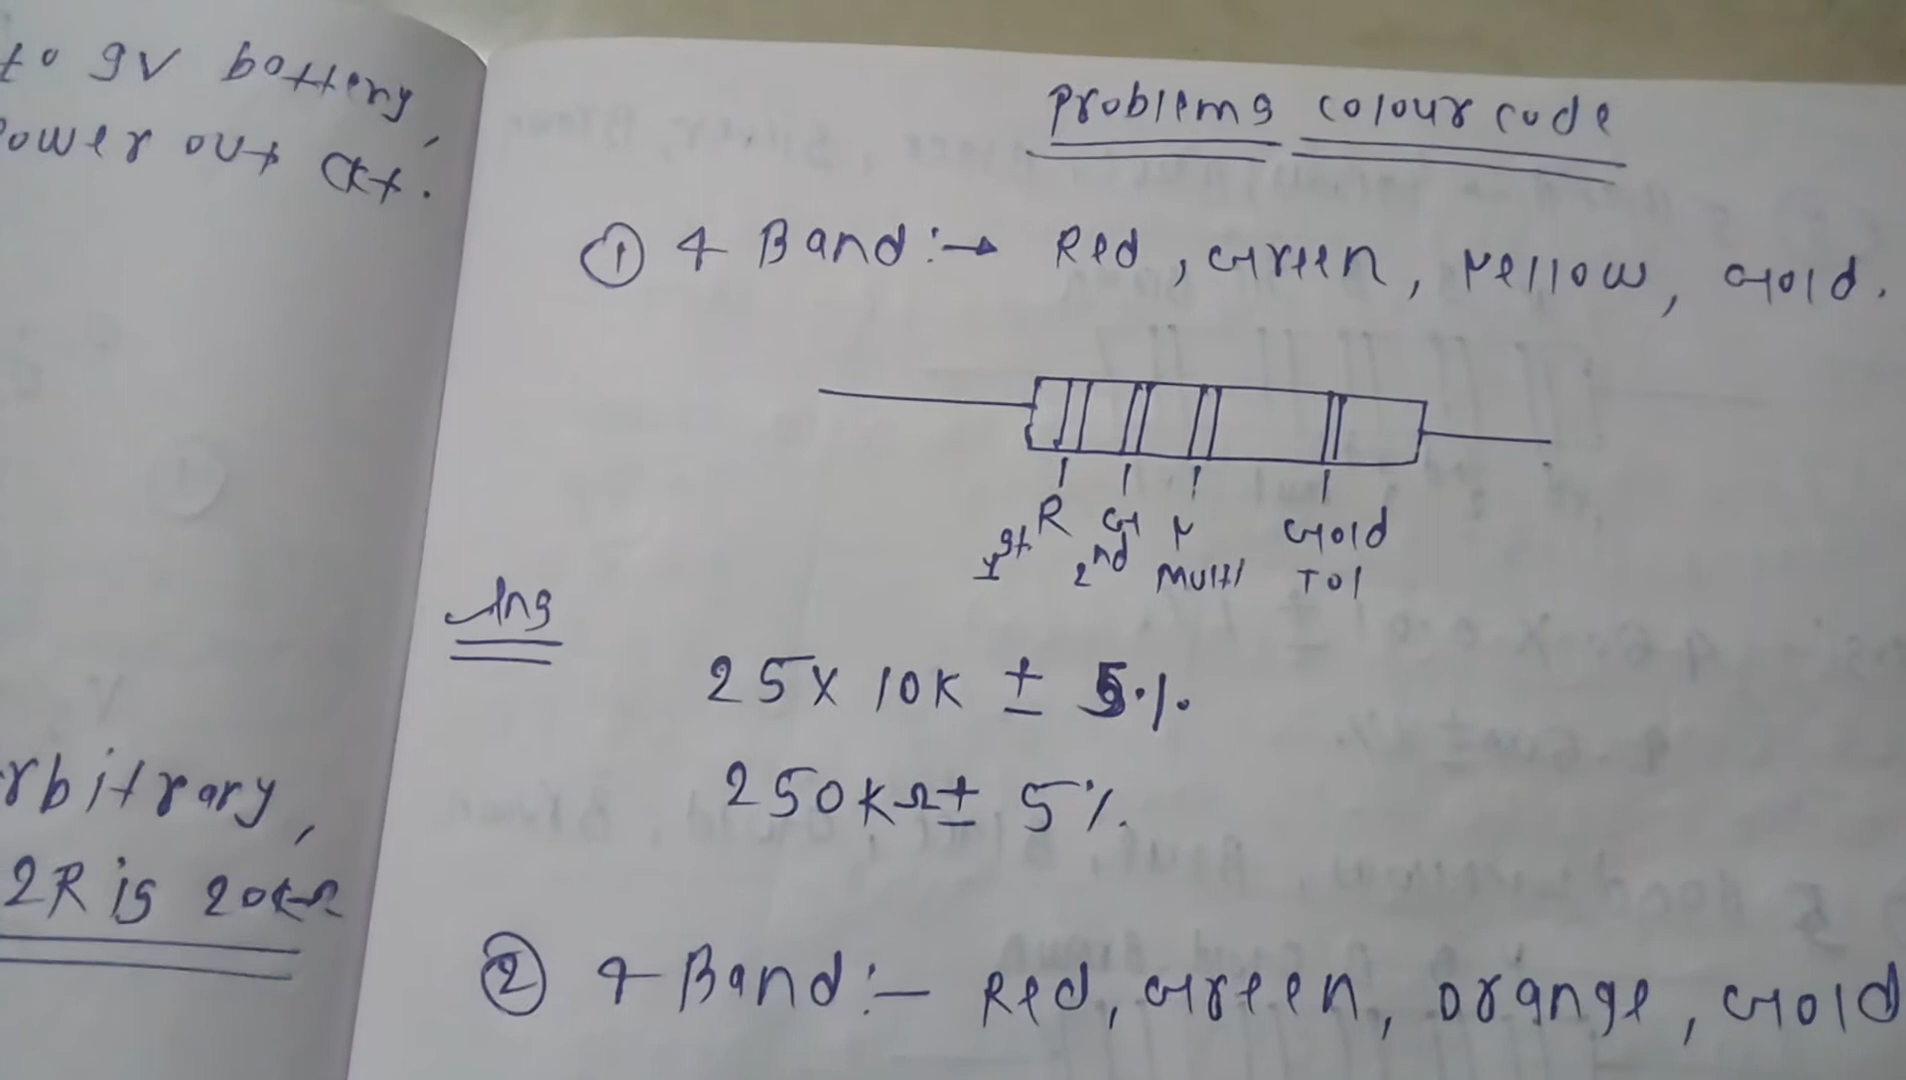 to 9V battery,
Power out ckt.
rbitrary,
2R is 20kΩ
Problems colour code
① 4 Band :→ Red, Green, Yellow, Gold.
R G Y Gold
1st 2nd Multi Tol
Ans
25 x 10K ± 5%
250KΩ ± 5%.
② 4 Band :- Red, Green, Orange, Gold